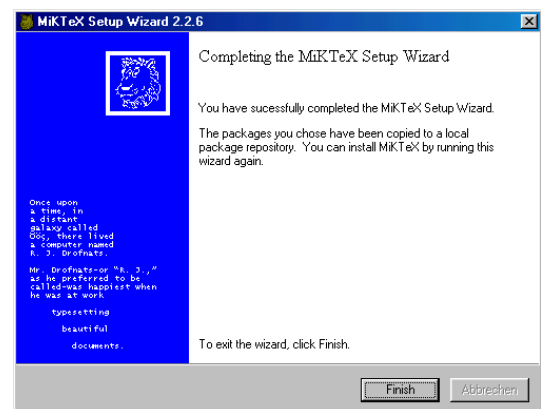 MiKTeX Setup Wizard 2.2.6
Completing the MiKTeX Setup Wizard
You have sucessfully completed the MiKTeX Setup Wizard.
The packages you chose have been copied to a local
package repository. You can install MiKTeX by running this
wizard again.
Once upon
a time, in
a distant
galaxy called
Ööç, there lived
a computer named
R. J. Drofnats.
Mr. Drofnats-or "R. J.,"
as he preferred to be
called-was happiest when
he was at work
typesetting
beautiful
documents.
To exit the wizard, click Finish.
Finish
Abbrechen